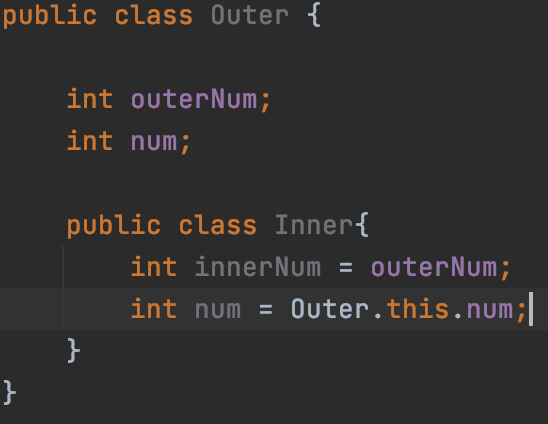 public class Outer {
int outerNum;
int num;
public class Inner{
int innerNum = outerNum;
int num = Outer.this.num;
}
}